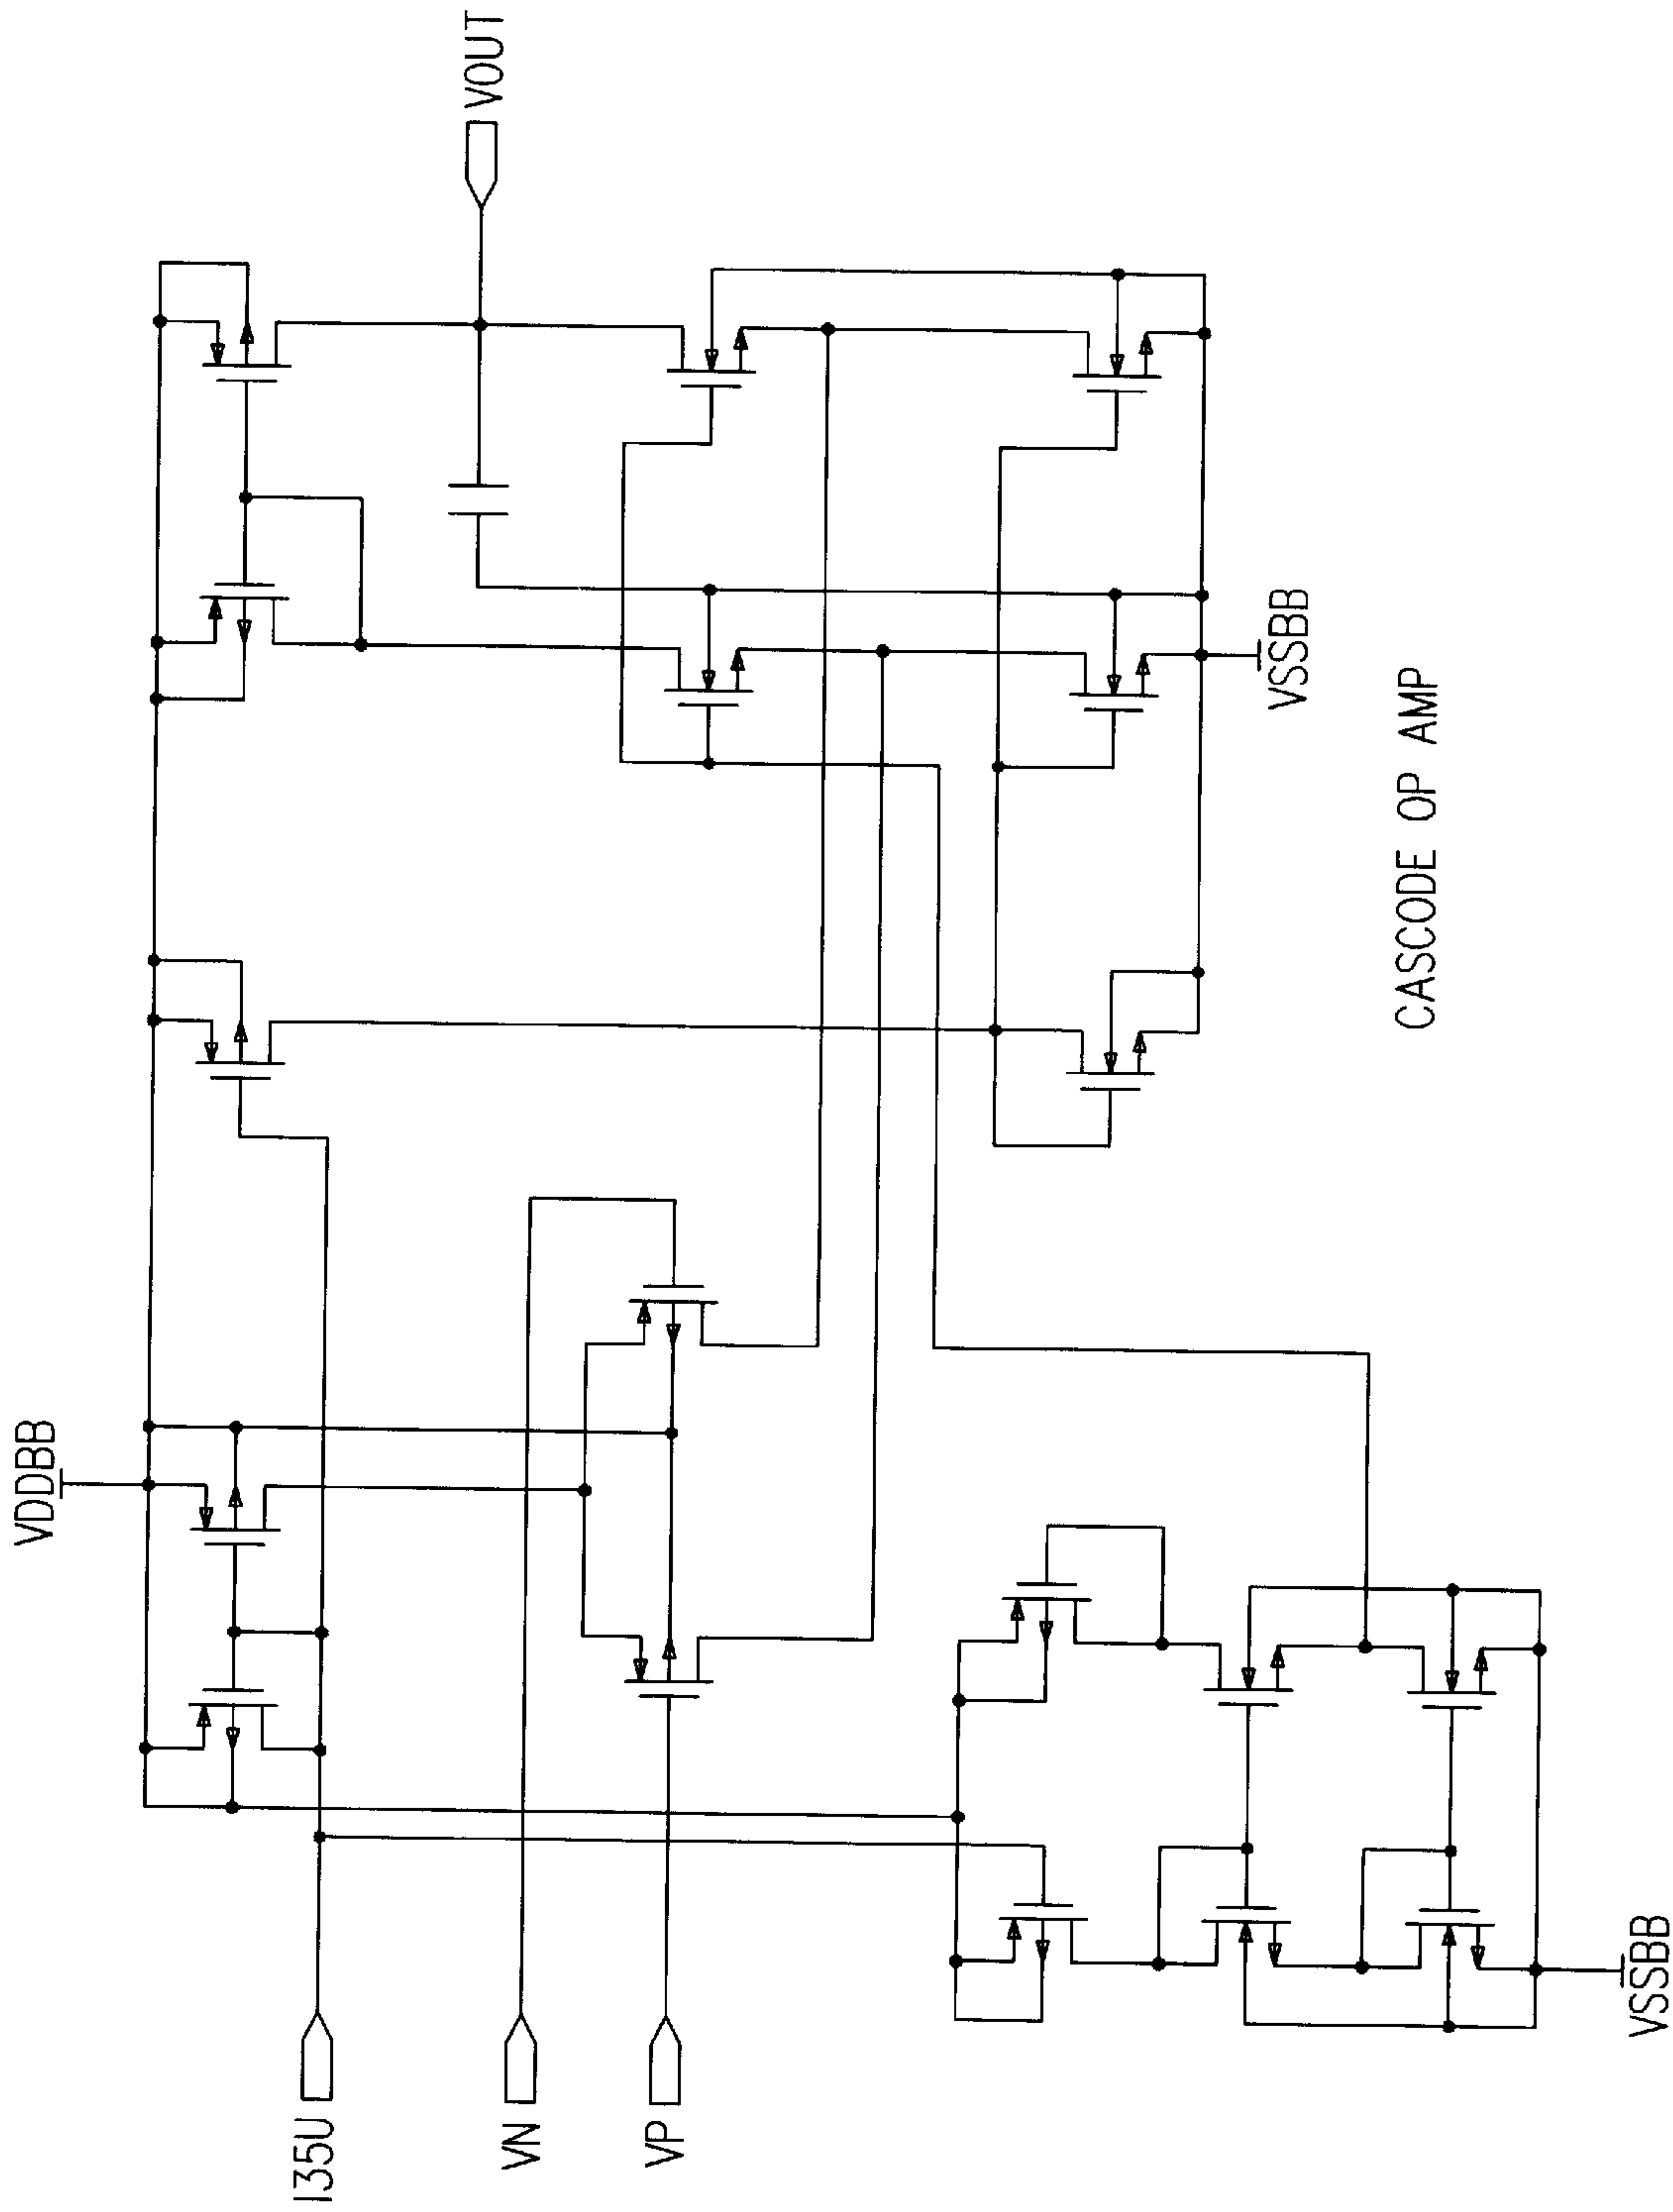 VDDBB
I35U
VN
VP
VOUT
VSSBB
VSSBB
CASCODE OP AMP